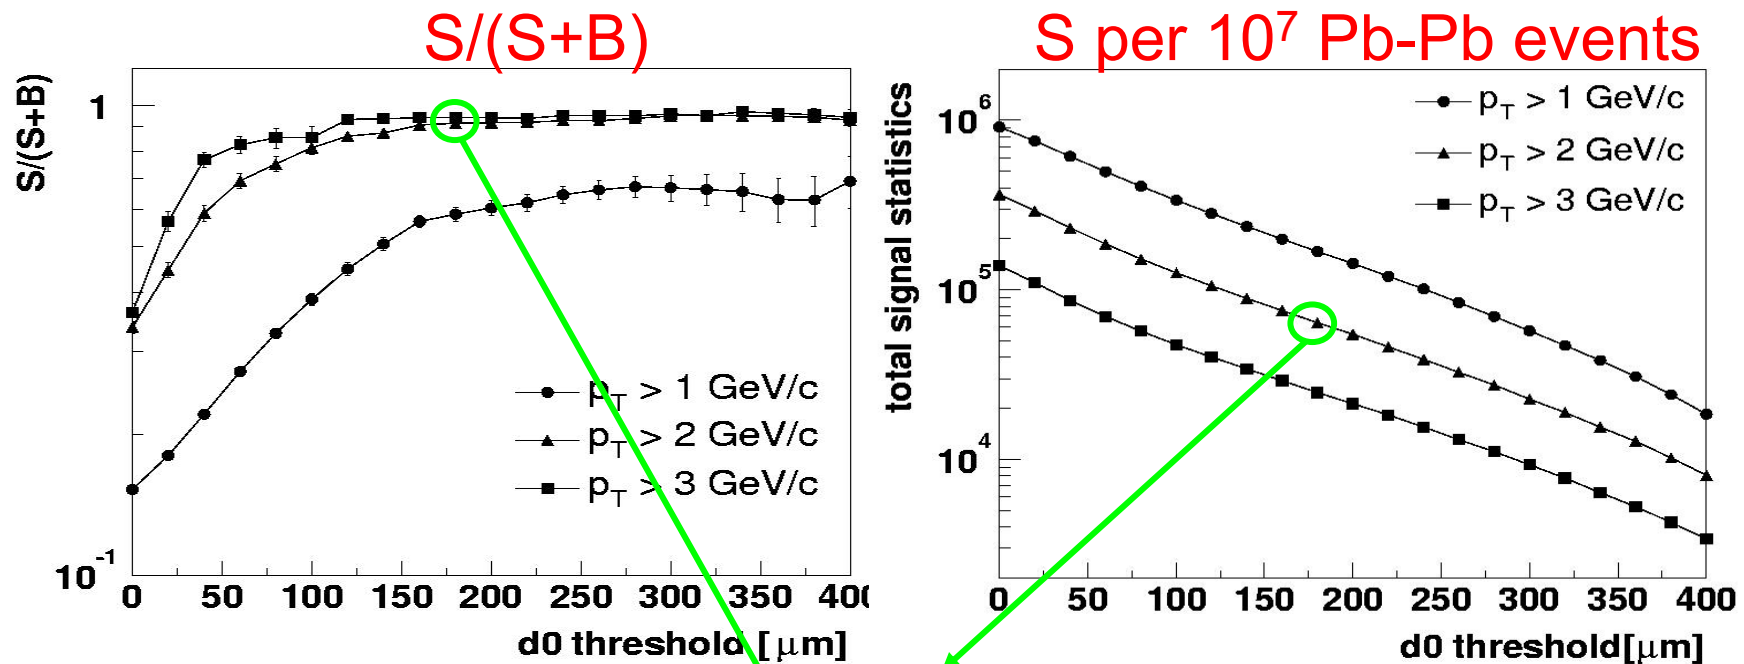 S/(S+B)
S/(S+B)
1
10⁻¹
p_T > 1 GeV/c
p_T > 2 GeV/c
p_T > 3 GeV/c
0 50 100 150 200 250 300 350 40
d0 threshold [μm]
S per 10⁷ Pb-Pb events
total signal statistics
10⁶
10⁵
10⁴
p_T > 1 GeV/c
p_T > 2 GeV/c
p_T > 3 GeV/c
0 50 100 150 200 250 300 350 400
d0 threshold[μm]